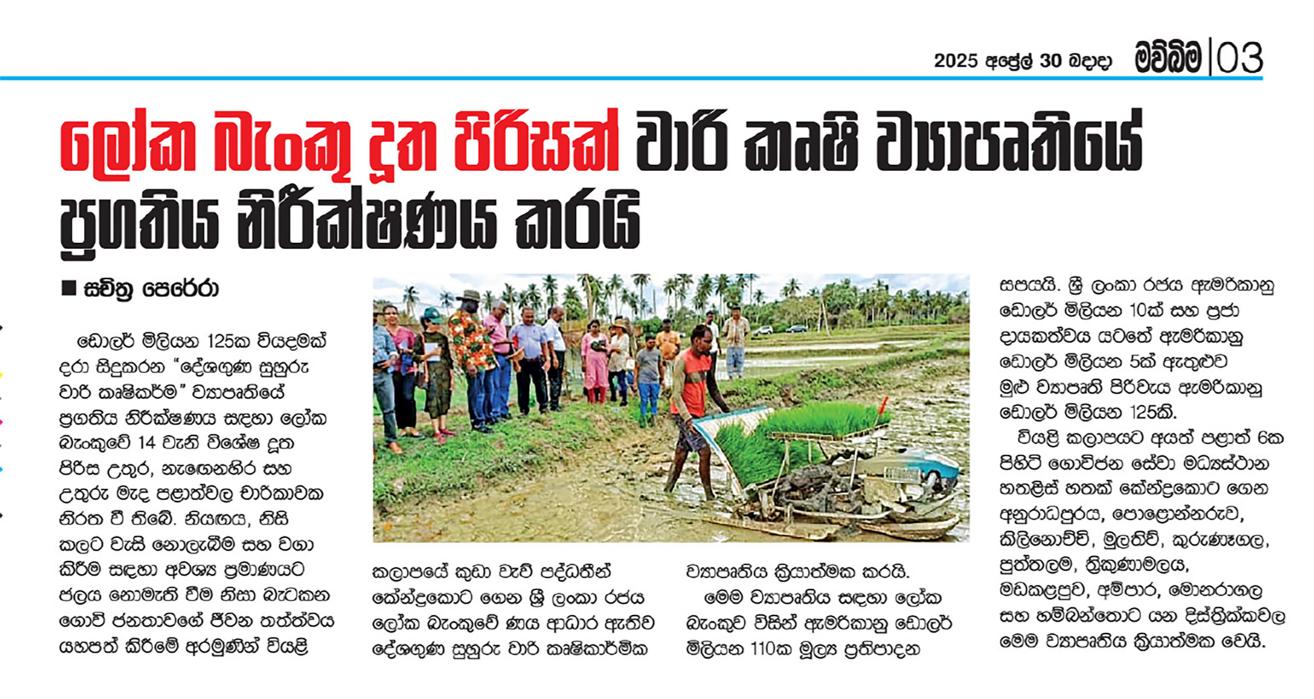 2025 අප්‍රේල් 30 බදාදා මව්බිම 03
ලෝක බැංකු දූත පිරිසක් වාරි කෘෂි ව්‍යාපෘතියේ
ප්‍රගතිය නිරීක්ෂණය කරයි
■ සචිත්‍ර පෙරේරා
ඩොලර් මිලියන 125ක වියදමක්
දරා සිදුකරන “දේශගුණ සුහුරු
වාරි කෘෂිකර්ම” ව්‍යාපෘතියේ
ප්‍රගතිය නිරීක්ෂණය සඳහා ලෝක
බැංකුවේ 14 වැනි විශේෂ දූත
පිරිස උතුර, නැගෙනහිර සහ
උතුරු මැද පළාත්වල චාරිකාවක
නිරත වී තිබේ. නියඟය, නිසි
කලට වැසි නොලැබීම සහ වගා
කිරීම සඳහා අවශ්‍ය ප්‍රමාණයට
ජලය නොමැති වීම නිසා බැටකන
ගොවි ජනතාවගේ ජීවන තත්ත්වය
යහපත් කිරීමේ අරමුණින් වියළි
කලාපයේ කුඩා වැව් පද්ධතීන්
කේන්ද්‍රකොට ගෙන ශ්‍රී ලංකා රජය
ලෝක බැංකුවේ ණය ආධාර ඇතිව
දේශගුණ සුහුරු වාරි කෘෂිකාර්මික
ව්‍යාපෘතිය ක්‍රියාත්මක කරයි.
මෙම ව්‍යාපෘතිය සඳහා ලෝක
බැංකුව විසින් ඇමරිකානු ඩොලර්
මිලියන 110ක මූල්‍ය ප්‍රතිපාදන
සපයයි. ශ්‍රී ලංකා රජය ඇමරිකානු
ඩොලර් මිලියන 10ක් සහ ප්‍රජා
දායකත්වය යටතේ ඇමරිකානු
ඩොලර් මිලියන 5ක් ඇතුළුව
මුළු ව්‍යාපෘති පිරිවැය ඇමරිකානු
ඩොලර් මිලියන 125කි.
වියළි කලාපයට අයත් පළාත් 6ක
පිහිටි ගොවිජන සේවා මධ්‍යස්ථාන
හතළිස් හතක් කේන්ද්‍රකොට ගෙන
අනුරාධපුරය, පොළොන්නරුව,
කිලිනොච්චි, මුලතිව්, කුරුණෑගල,
පුත්තලම, ත්‍රිකුණාමලය,
මඩකළපුව, අම්පාර, මොනරාගල
සහ හම්බන්තොට යන දිස්ත්‍රික්කවල
මෙම ව්‍යාපෘතිය ක්‍රියාත්මක වෙයි.